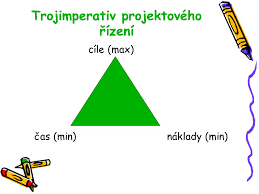 Trojimperativ projektového
řízení
cíle (max)
čas (min)
náklady (min)